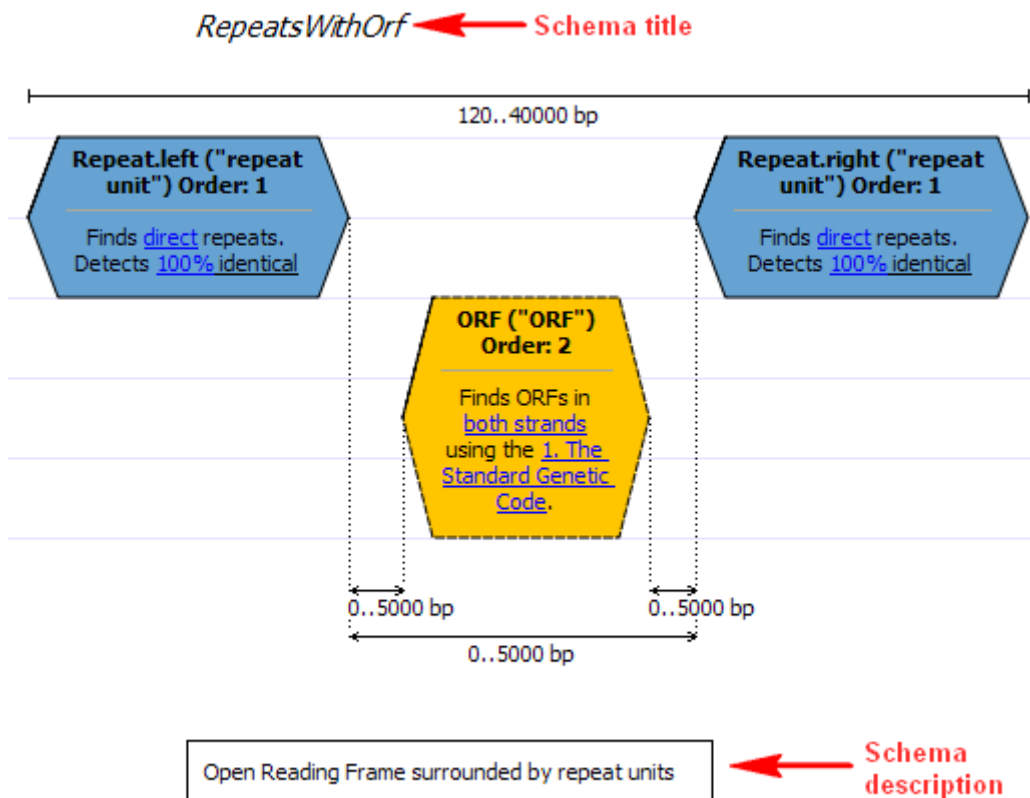 RepeatsWithOrf
Schema title
120..40000 bp
Repeat.left ("repeat
unit") Order: 1
Finds direct repeats.
Detects 100% identical
Repeat.right ("repeat
unit") Order: 1
Finds direct repeats.
Detects 100% identical
ORF ("ORF")
Order: 2
Finds ORFs in
both strands
using the 1. The
Standard Genetic
Code.
0..5000 bp
0..5000 bp
0..5000 bp
Open Reading Frame surrounded by repeat units
Schema
description